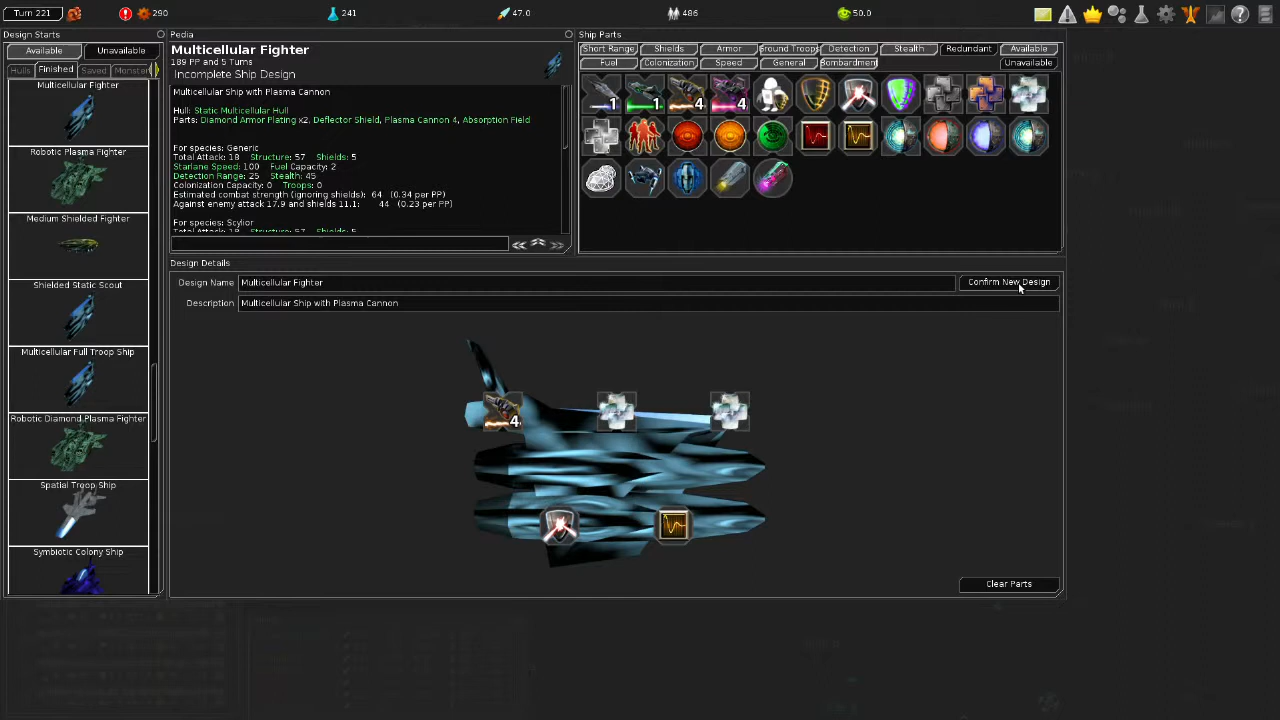 Turn 221
290
241
47.0
486
50.0
Design Starts
Available
Unavailable
Hulls
Finished
Saved
Monster
Multicellular Fighter
Robotic Plasma Fighter
Medium Shielded Fighter
Shielded Static Scout
Multicellular Full Troop Ship
Robotic Diamond Plasma Fighter
Spatial Troop Ship
Symbiotic Colony Ship
Pedia
Multicellular Fighter
189 PP and 5 Turns
Incomplete Ship Design
Multicellular Ship with Plasma Cannon
Hull: Static Multicellular Hull
Parts: Diamond Armor Plating x2, Deflector Shield, Plasma Cannon 4, Absorption Field
For species: Generic
Total Attack: 18 Structure: 57 Shields: 5
Starlane Speed: 100 Fuel Capacity: 2
Detection Range: 25 Stealth: 45
Colonization Capacity: 0 Troops: 0
Estimated combat strength (ignoring shields): 64 (0.34 per PP)
Against enemy attack 17.9 and shields 11.1: 44 (0.23 per PP)
For species: Scylior
Total Attack: 18 Structure: 57 Shields: 5
Ship Parts
Short Range
Shields
Armor
Ground Troops
Detection
Stealth
Redundant
Available
Fuel
Colonization
Speed
General
Bombardment
Unavailable
1
1
4
4
Design Details
Design Name
Multicellular Fighter
Confirm New Design
Description
Multicellular Ship with Plasma Cannon
4
Clear Parts